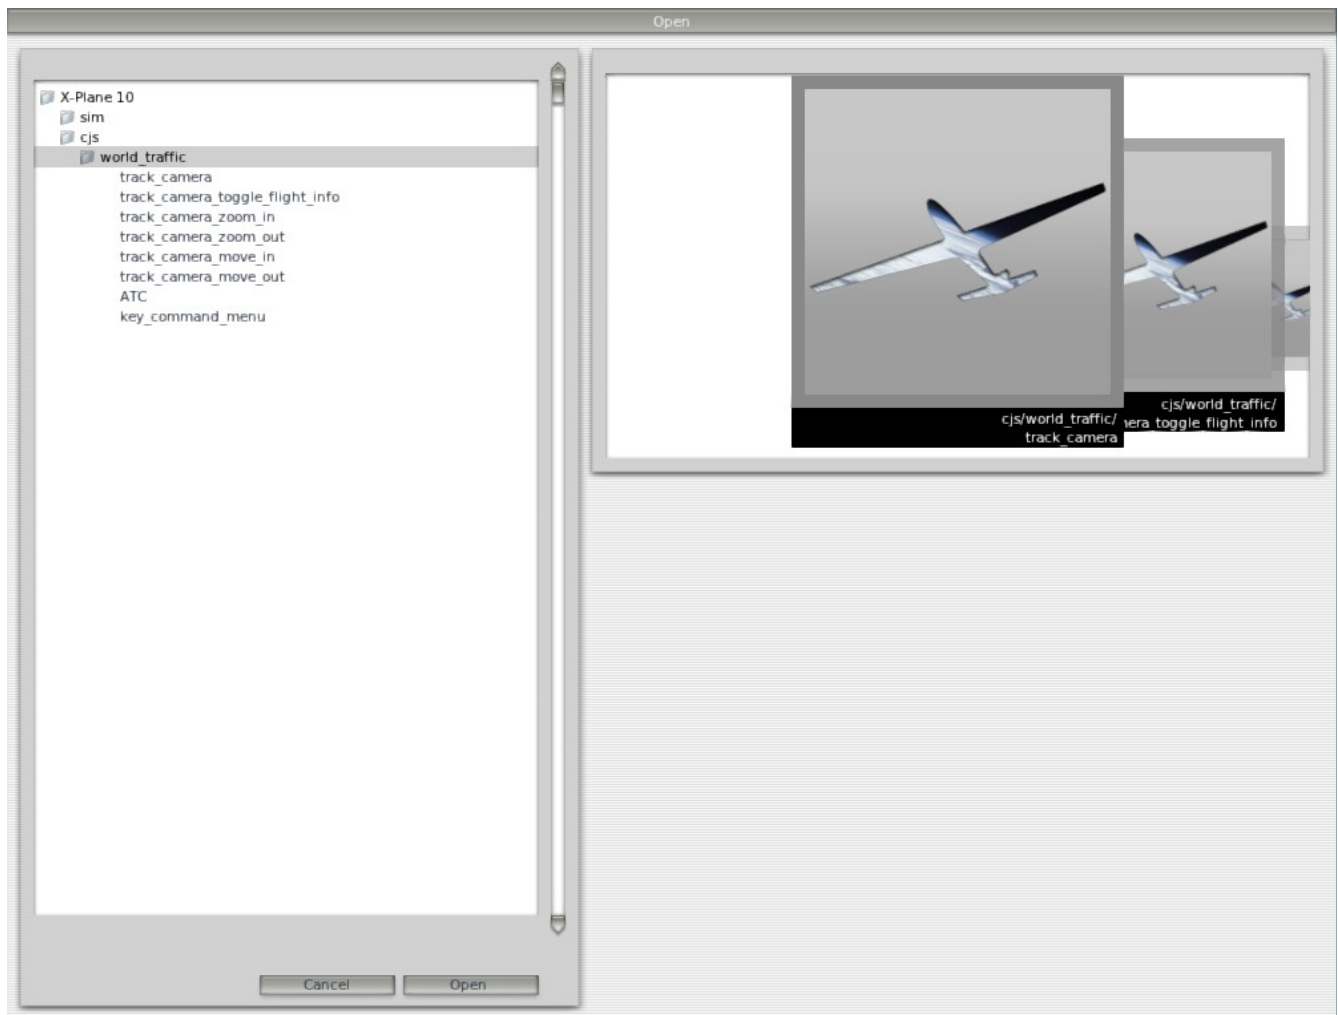 Open
X-Plane 10
sim
cjs
world_traffic
track_camera
track_camera_toggle_flight_info
track_camera_zoom_in
track_camera_zoom_out
track_camera_move_in
track_camera_move_out
ATC
key_command_menu
Cancel
Open
cjs/world_traffic/
track_camera
cjs/world_traffic/
nera_toggle_flight_info